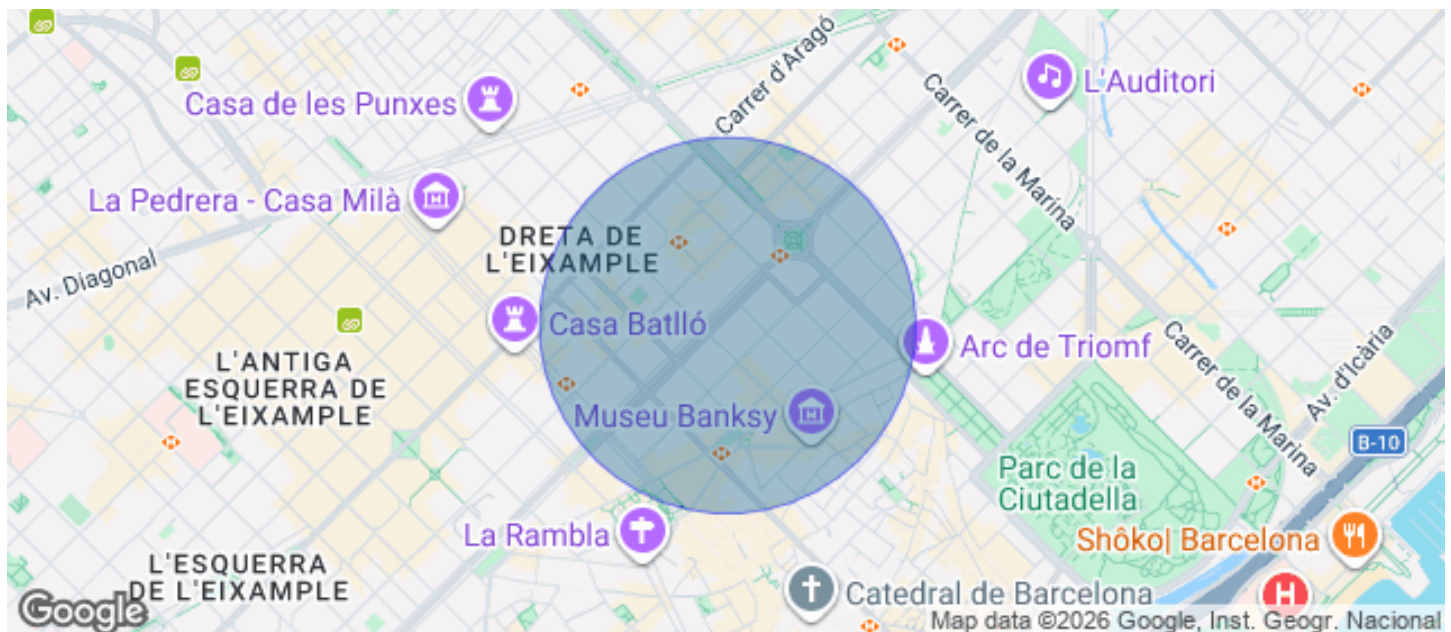 Carrer d'Aragó
L'Auditori
Casa de les Punxes
Carrer de la Marina
La Pedrera - Casa Milà
DRETA DE
L'EIXAMPLE
Av. Diagonal
Casa Batlló
Arc de Triomf
Carrer de la Marina
Av. d'Icària
L'ANTIGA
ESQUERRA DE
L'EIXAMPLE
Museu Banksy
B-10
Parc de la
Ciutadella
La Rambla
Shôko| Barcelona
L'ESQUERRA
DE L'EIXAMPLE
Catedral de Barcelona
H
Google
Map data ©2026 Google, Inst. Geogr. Nacional